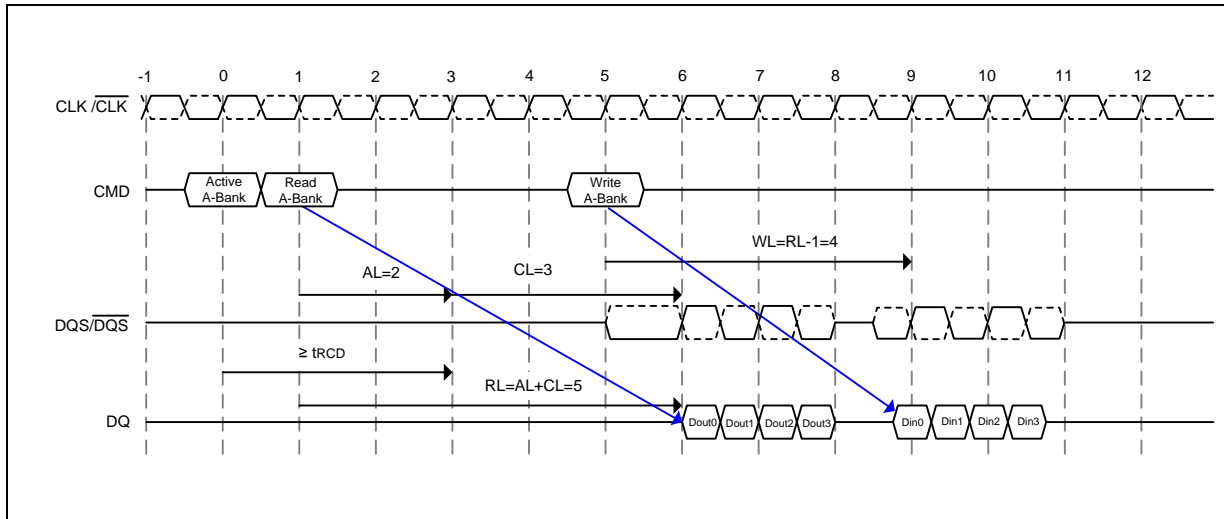 -1 0 1 2 3 4 5 6 7 8 9 10 11 12
CLK /CLK
CMD
Active
A-Bank
Read
A-Bank
Write
A-Bank
WL=RL-1=4
AL=2
CL=3
DQS/DQS
≥ tRCD
RL=AL+CL=5
DQ
Dout0 Dout1 Dout2 Dout3 Din0 Din1 Din2 Din3